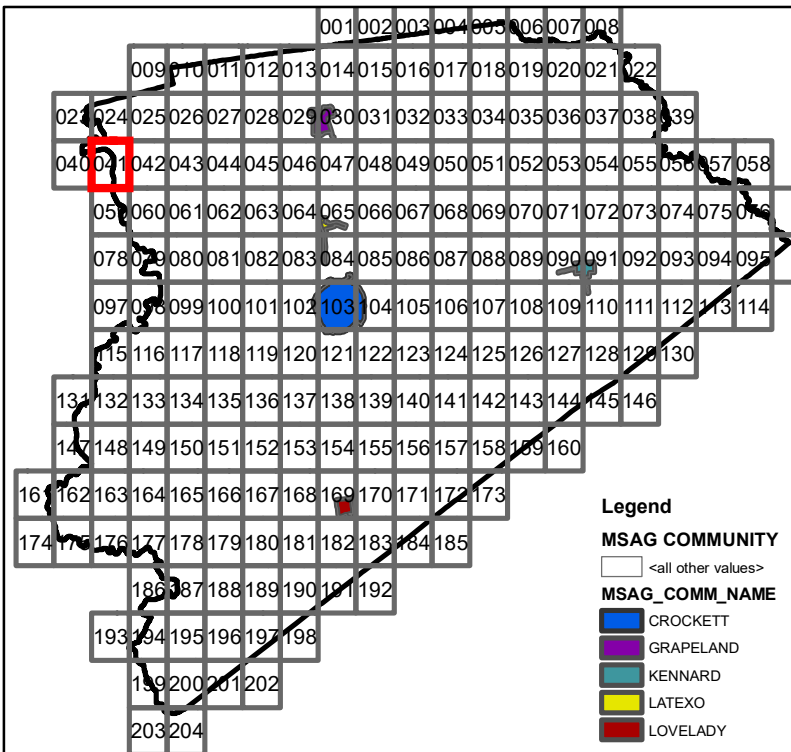 001 002 003 004 005 006 007 008
009 010 011 012 013 014 015 016 017 018 019 020 021 022
023 024 025 026 027 028 029 030 031 032 033 034 035 036 037 038 039
040 041 042 043 044 045 046 047 048 049 050 051 052 053 054 055 056 057 058
059 060 061 062 063 064 065 066 067 068 069 070 071 072 073 074 075 076
078 079 080 081 082 083 084 085 086 087 088 089 090 091 092 093 094 095
097 098 099 100 101 102 103 104 105 106 107 108 109 110 111 112 113 114
115 116 117 118 119 120 121 122 123 124 125 126 127 128 129 130
131 132 133 134 135 136 137 138 139 140 141 142 143 144 145 146
147 148 149 150 151 152 153 154 155 156 157 158 159 160
161 162 163 164 165 166 167 168 169 170 171 172 173
174 175 176 177 178 179 180 181 182 183 184 185
186 187 188 189 190 191 192
193 194 195 196 197 198
199 200 201 202
203 204
Legend
MSAG COMMUNITY
<all other values>
MSAG_COMM_NAME
CROCKETT
GRAPELAND
KENNARD
LATEXO
LOVELADY